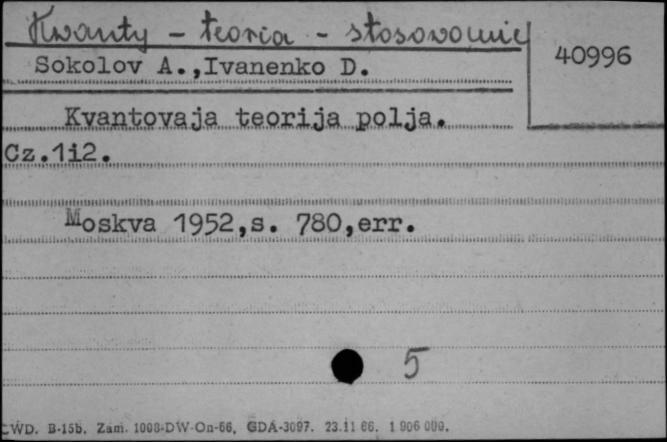 Kwanty - teoria - stosowanie
40996
Sokolov A.,Ivanenko D.
Kvantovaja teorija polja.
Cz.1i2.
Moskva 1952,s. 780,err.
5
CWD. B-15b. Zam. 1008-DW-On-66, GDA-3097. 23.11 66. 1 906 000.